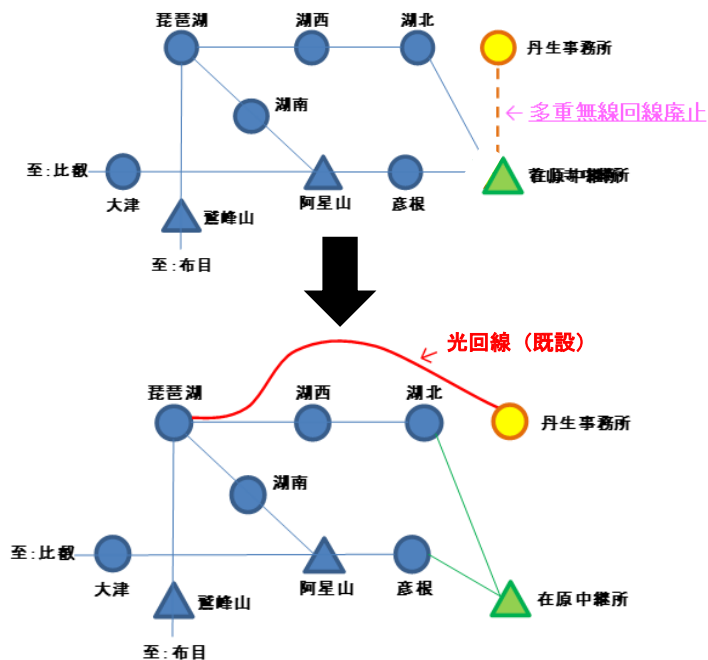 琵琶湖
湖西
湖北
丹生事務所
湖南
←多重無線回線廃止
至:比叡
大津
阿星山
彦根
鷲峰山
至:布目
光回線（既設）
琵琶湖
湖西
湖北
丹生事務所
湖南
至:比叡
大津
阿星山
彦根
在原中継所
鷲峰山
至:布目